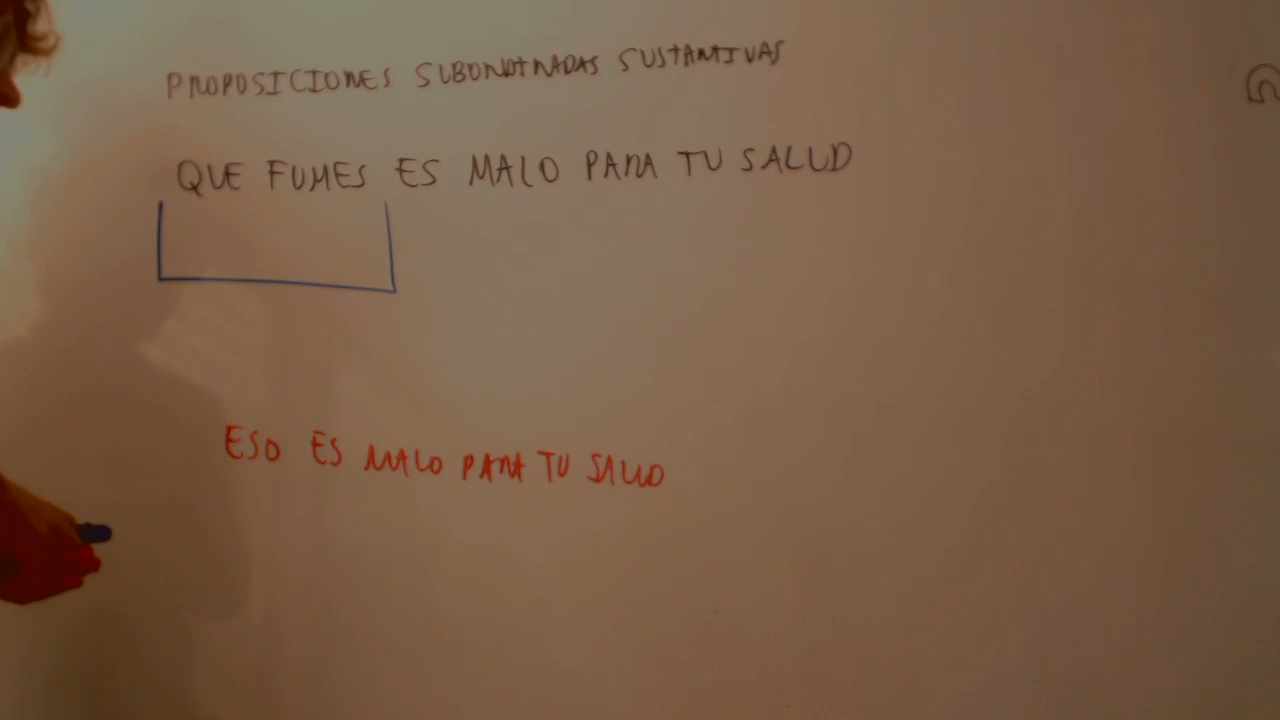 PROPOSICIONES SUBORDINADAS SUSTANTIVAS
QUE FUMES ES MALO PARA TU SALUD
ESO ES MALO PARA TU SALUD